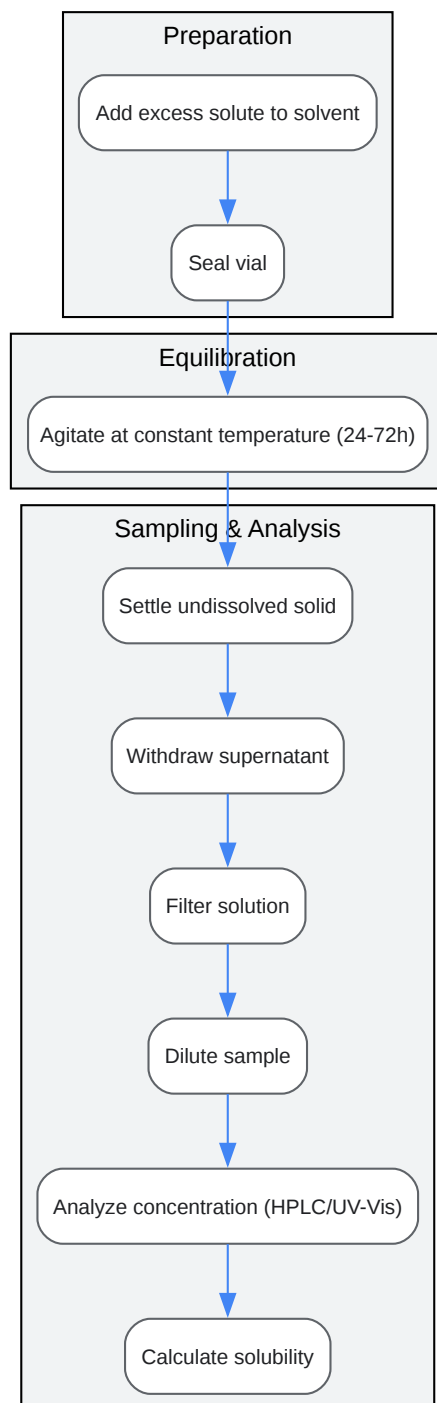 Preparation
Add excess solute to solvent
Seal vial
Equilibration
Agitate at constant temperature (24-72h)
Sampling & Analysis
Settle undissolved solid
Withdraw supernatant
Filter solution
Dilute sample
Analyze concentration (HPLC/UV-Vis)
Calculate solubility